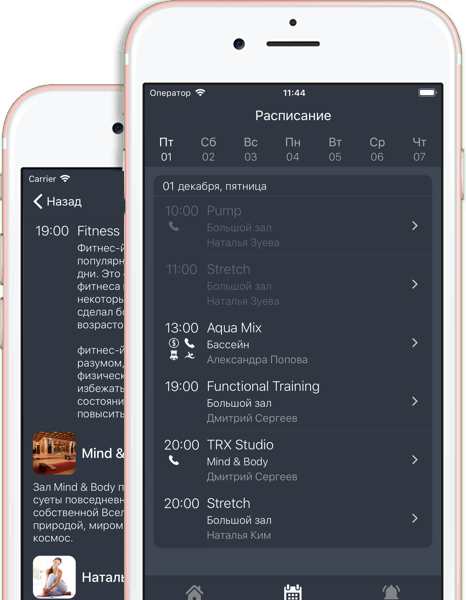 Оператор
11:44
Расписание
Пт Сб Вс Пн Вт Ср Чт
01 02 03 04 05 06 07
01 декабря, пятница
10:00 Pump
Большой зал
Наталья Зуева
11:00 Stretch
Большой зал
Наталья Зуева
13:00 Aqua Mix
Бассейн
Александра Попова
19:00 Functional Training
Большой зал
Дмитрий Сергеев
20:00 TRX Studio
Mind & Body
Дмитрий Сергеев
20:00 Stretch
Большой зал
Наталья Ким
Carrier
Назад
19:00 Fitness
Фитнес-й
популярн
дни. Это
фитнеса
некоторы
сделал бо
возрасто
фитнес-й
разумом,
физическ
избежать
состояни
повысить
Mind &
Зал Mind & Body п
суеты повседневн
собственной Всел
природой, миром
космос.
Наталь